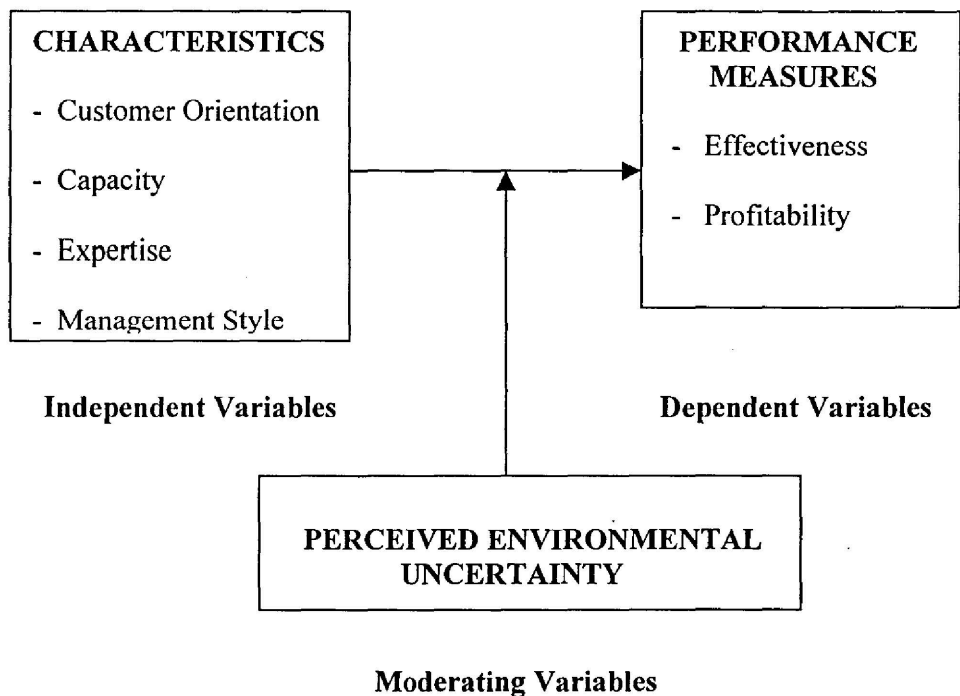 CHARACTERISTICS
- Customer Orientation
- Capacity
- Expertise
- Management Style
Independent Variables
PERFORMANCE
MEASURES
- Effectiveness
- Profitability
Dependent Variables
PERCEIVED ENVIRONMENTAL
UNCERTAINTY
Moderating Variables